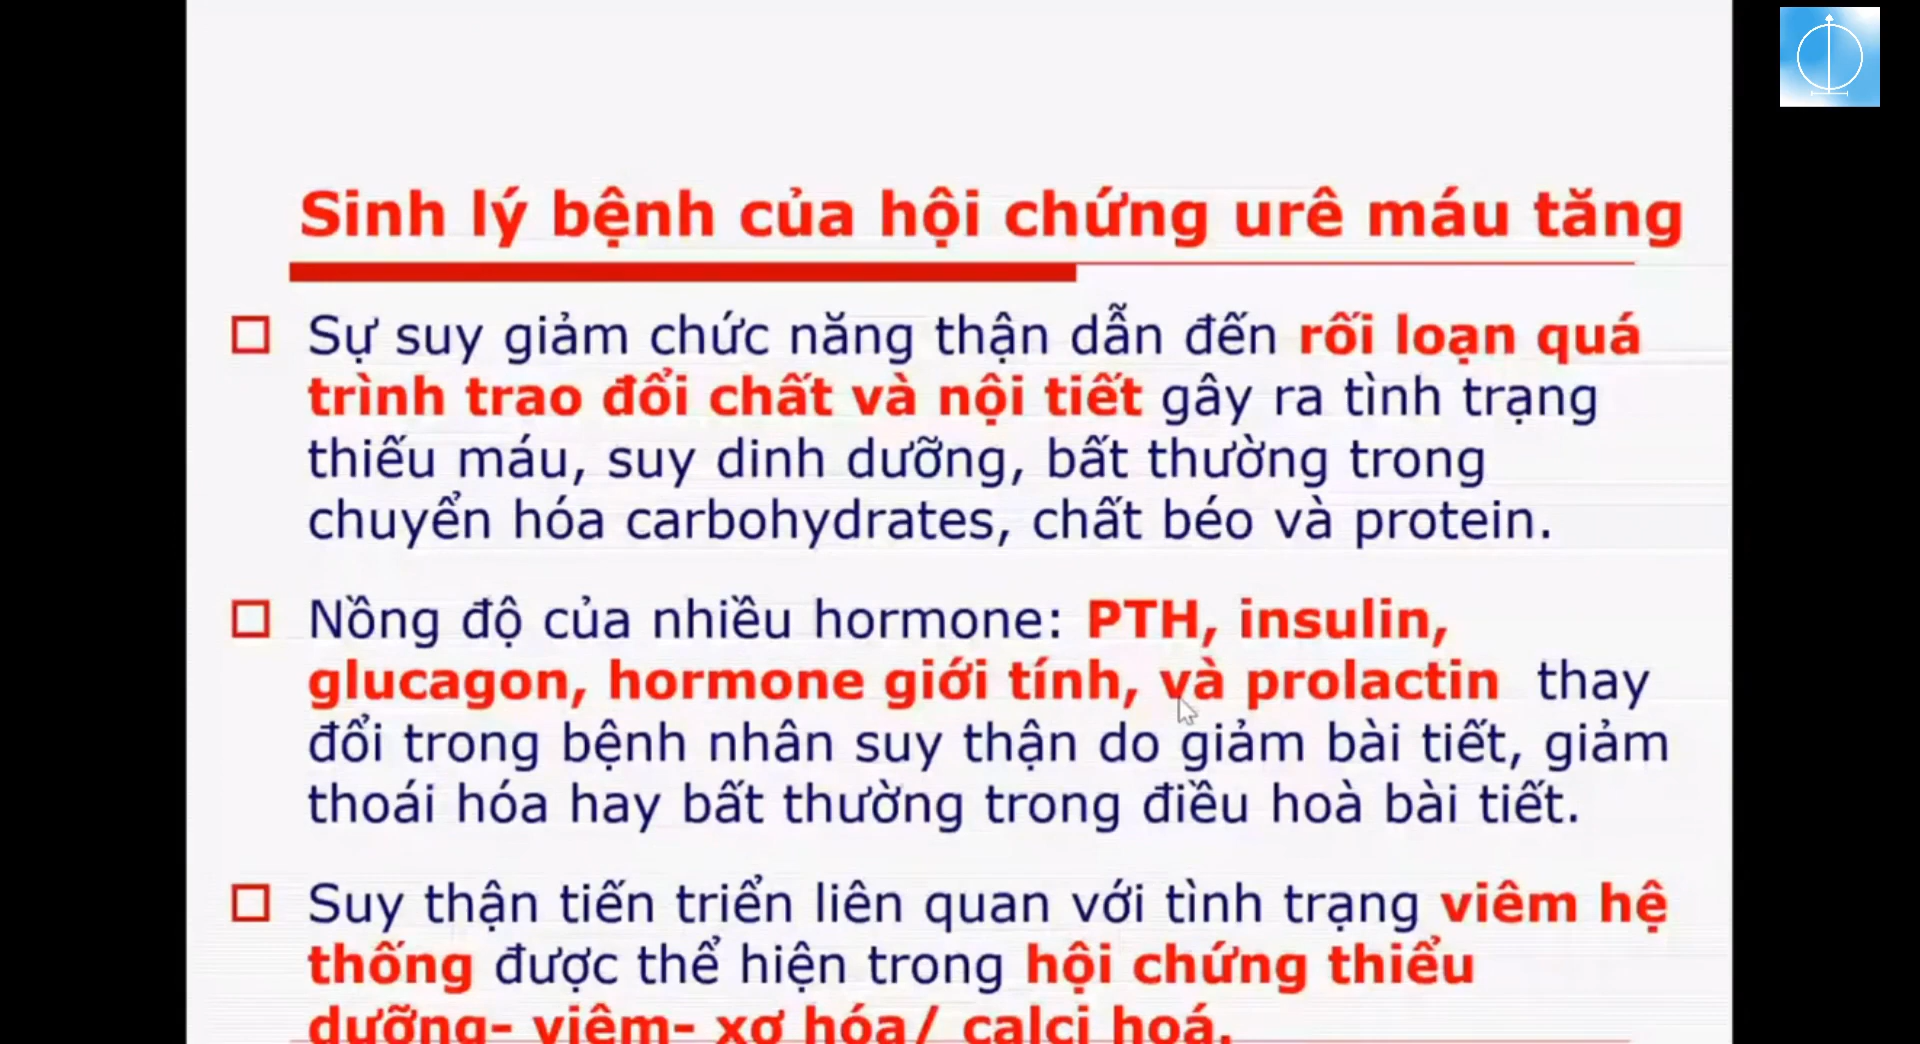 Sinh lý bệnh của hội chứng urê máu tăng
Sự suy giảm chức năng thận dẫn đến rối loạn quá
trình trao đổi chất và nội tiết gây ra tình trạng
thiếu máu, suy dinh dưỡng, bất thường trong
chuyển hóa carbohydrates, chất béo và protein.
Nồng độ của nhiều hormone: PTH, insulin,
glucagon, hormone giới tính, và prolactin thay
đổi trong bệnh nhân suy thận do giảm bài tiết, giảm
thoái hóa hay bất thường trong điều hoà bài tiết.
Suy thận tiến triển liên quan với tình trạng viêm hệ
thống được thể hiện trong hội chứng thiểu
dưỡng- viêm- xơ hóa/ calci hoá.